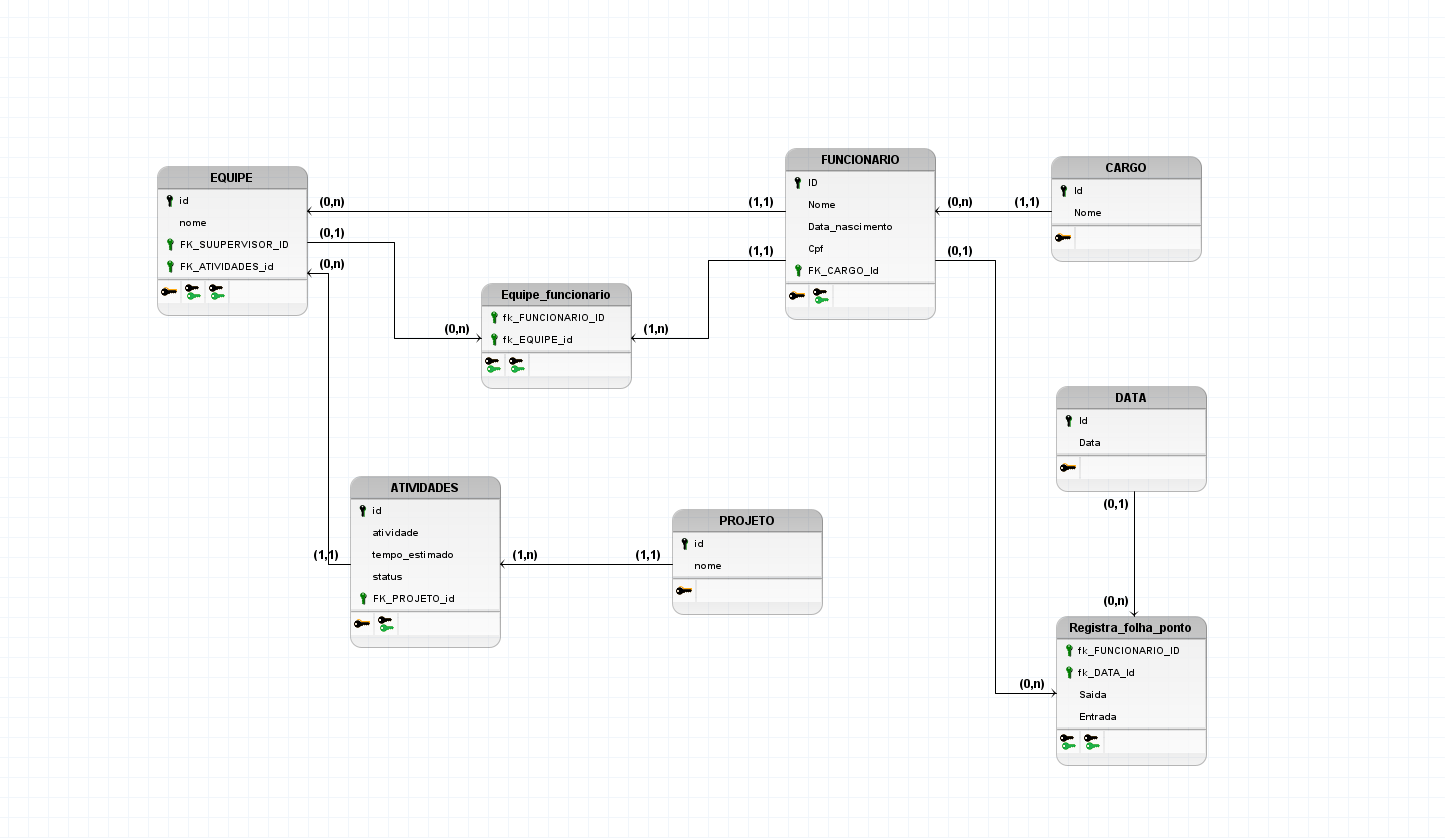 EQUIPE
id
nome
FK_SUUPERVISOR_ID
FK_ATIVIDADES_id
(0,n)
(0,1)
(0,n)
(1,1)
(1,1)
FUNCIONARIO
ID
Nome
Data_nascimento
Cpf
FK_CARGO_Id
(0,n)
(1,1)
(0,1)
CARGO
Id
Nome
Equipe_funcionario
fk_FUNCIONARIO_ID
fk_EQUIPE_id
(0,n)
(1,n)
DATA
Id
Data
(0,1)
(0,n)
ATIVIDADES
id
atividade
tempo_estimado
status
FK_PROJETO_id
(1,1)
(1,n)
(1,1)
PROJETO
id
nome
Registra_folha_ponto
fk_FUNCIONARIO_ID
fk_DATA_Id
Saida
Entrada
(0,n)